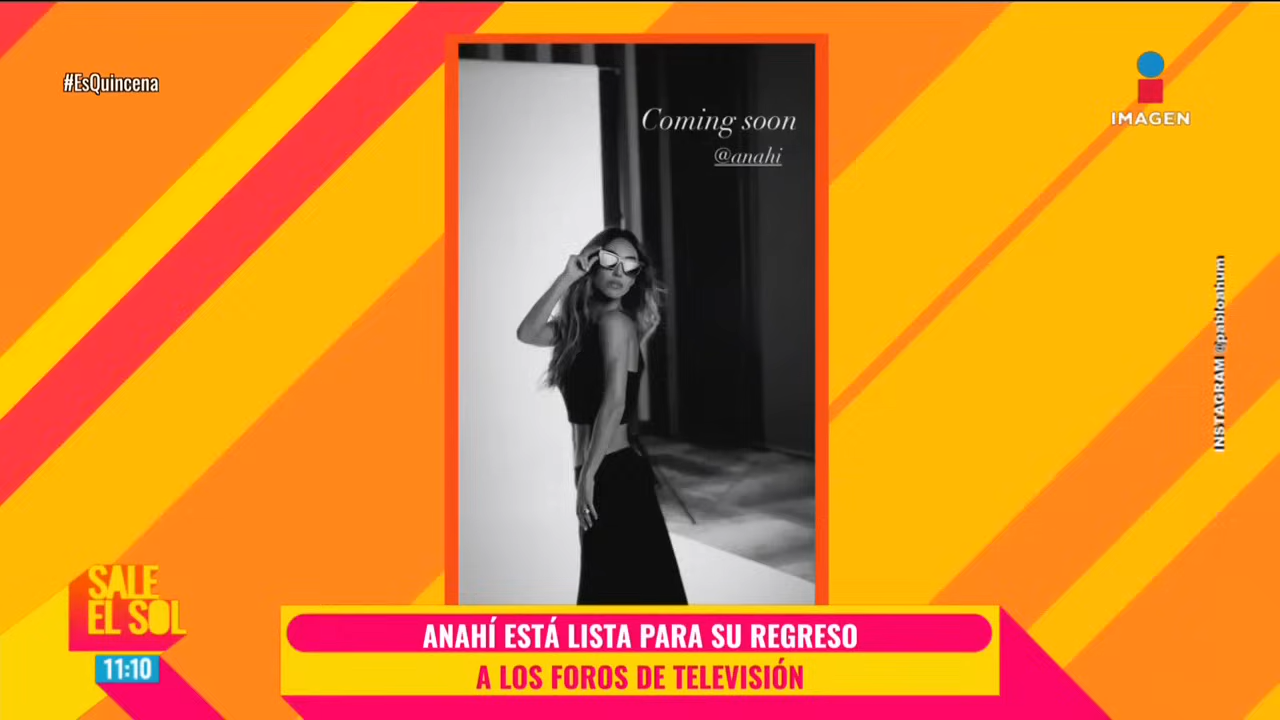 #EsQuincena
IMAGEN
Coming soon
@anahi
INSTAGRAM @pabloahum
SALE
EL SOL
11:10
ANAHÍ ESTÁ LISTA PARA SU REGRESO
A LOS FOROS DE TELEVISIÓN